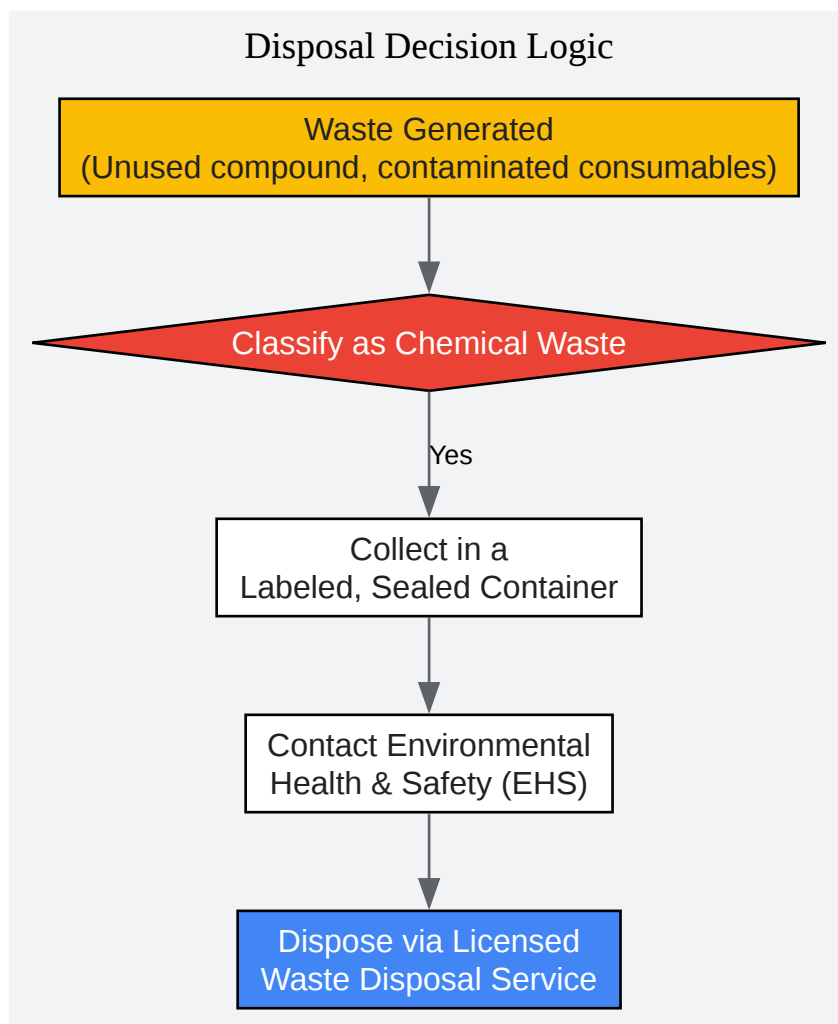 Disposal Decision Logic
Waste Generated
(Unused compound, contaminated consumables)
Classify as Chemical Waste
Yes
Collect in a
Labeled, Sealed Container
Contact Environmental
Health & Safety (EHS)
Dispose via Licensed
Waste Disposal Service